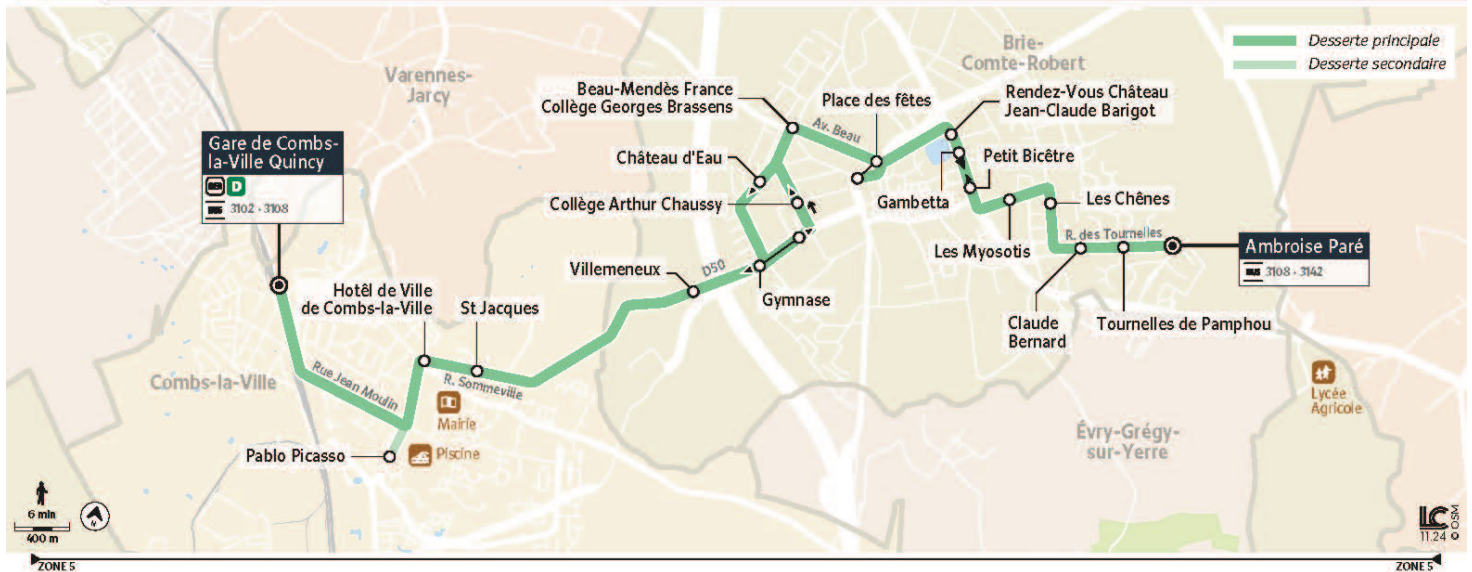 Desserte principale
Desserte secondaire
Brie-
Comte-Robert
Varennes-
Jarcy
Beau-Mendès France
Collège Georges Brassens
Place des fêtes
Rendez-Vous Château
Jean-Claude Barigot
Av. Beau
Gare de Combs-
la-Ville Quincy
RER D
BUS 3102 - 3108
Château d'Eau
Petit Bicêtre
Collège Arthur Chaussy
Gambetta
Les Chênes
R. des Tournelles
Ambroise Paré
BUS 3108 - 3142
Les Myosotis
Villemeneux
D50
Gymnase
Hotêl de Ville
de Combs-la-Ville
St Jacques
Claude
Bernard
Tournelles de Pamphou
Combs-la-Ville
Rue Jean Moulin
R. Sommeville
Mairie
Lycée
Agricole
Pablo Picasso
Piscine
Évry-Grégy-
sur-Yerre
6 min
400 m
N
LC
11.24
© OSM
ZONE 5
ZONE 5